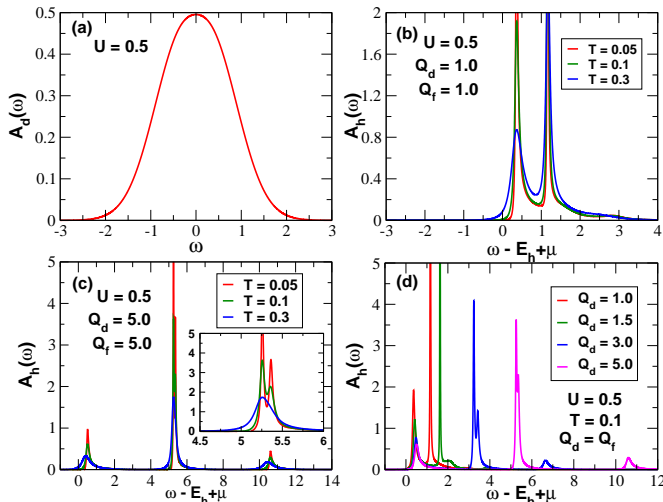 (a)
U = 0.5
A_d(ω)
0.5
0.4
0.3
0.2
0.1
0
-3 -2 -1 0 1 2 3
ω
(b)
U = 0.5
Q_d = 1.0
Q_f = 1.0
T = 0.05
T = 0.1
T = 0.3
A_h(ω)
2
1.6
1.2
0.8
0.4
0
-3 -2 -1 0 1 2 3 4
ω - E_h+μ
(c)
U = 0.5
Q_d = 5.0
Q_f = 5.0
T = 0.05
T = 0.1
T = 0.3
A_h(ω)
5
4
3
2
1
0
0 2 4 6 8 10 12 14
ω - E_h+μ
5
4
3
2
1
0
4.5 5 5.5 6
(d)
Q_d = 1.0
Q_d = 1.5
Q_d = 3.0
Q_d = 5.0
U = 0.5
T = 0.1
Q_d = Q_f
A_h(ω)
5
4
3
2
1
0
0 2 4 6 8 10 12
ω - E_h+μ